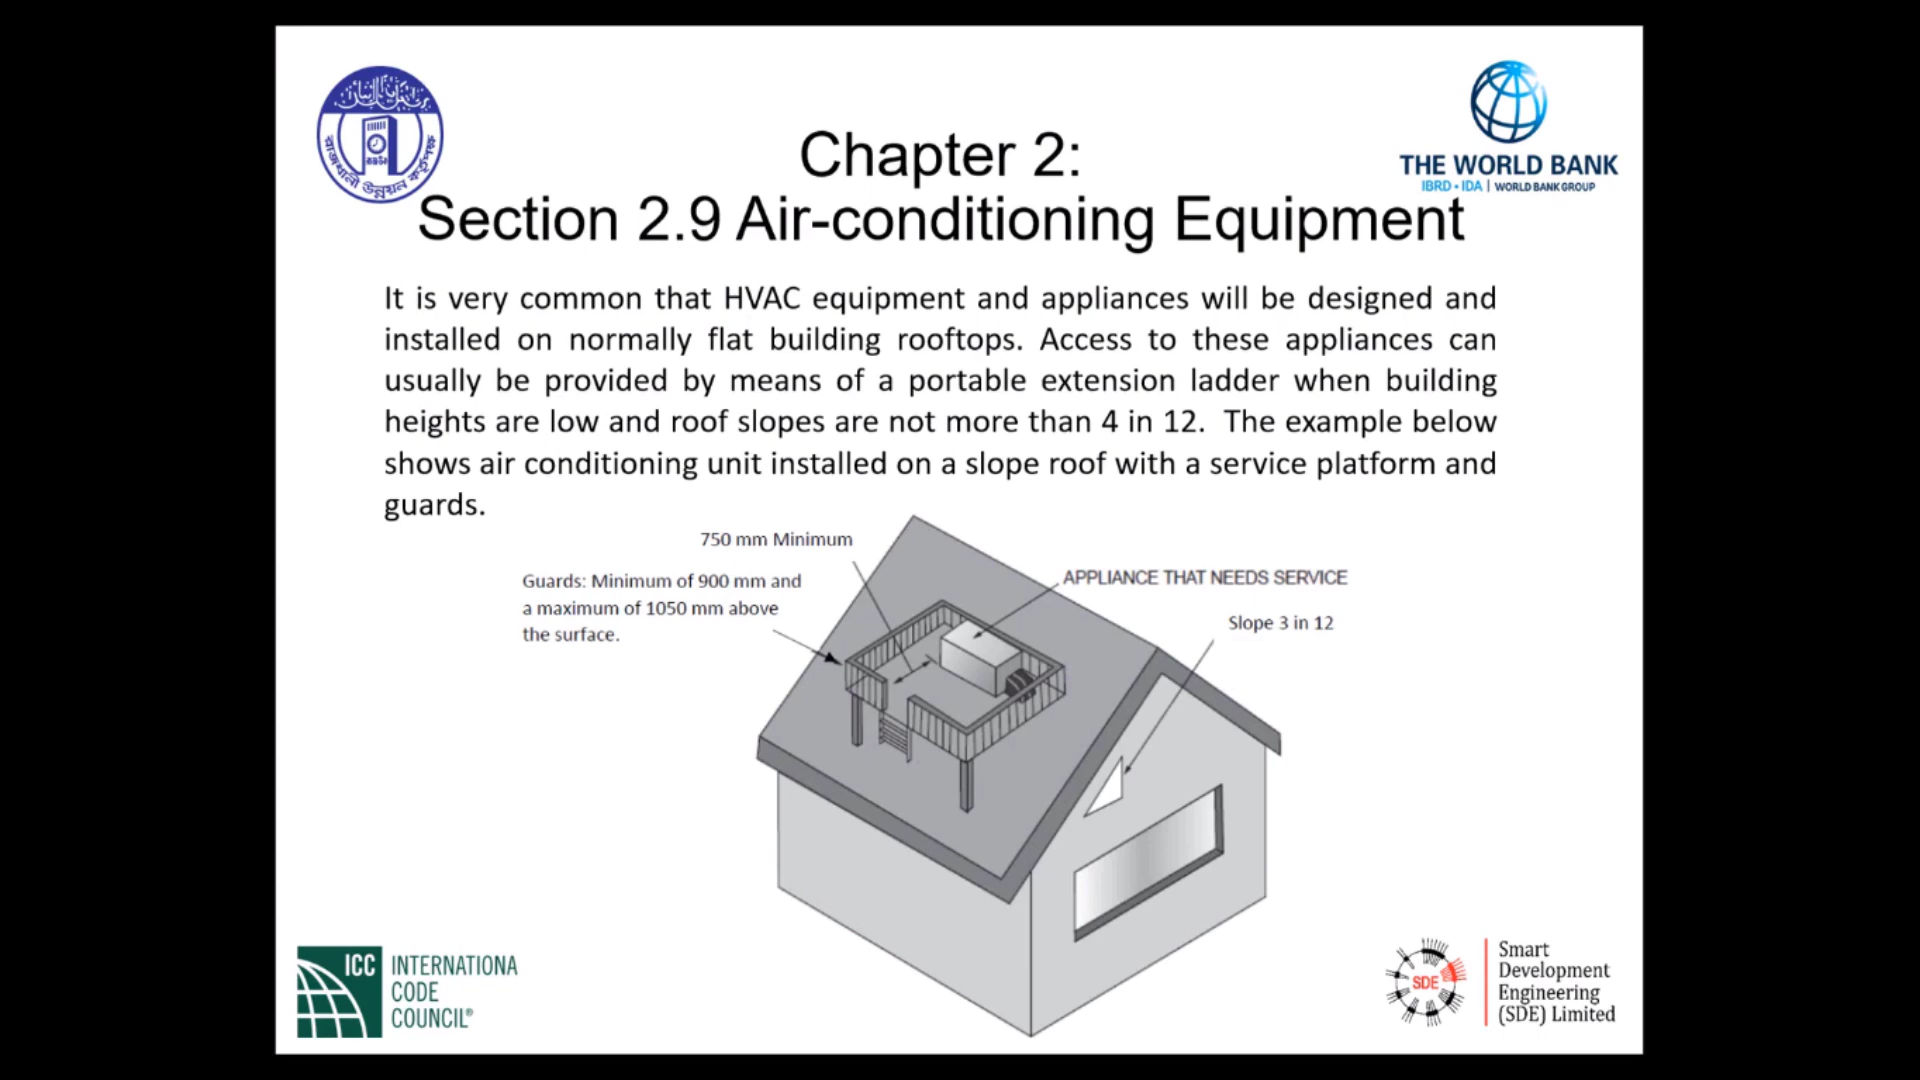 Chapter 2:
Section 2.9 Air-conditioning Equipment
THE WORLD BANK
IBRD • IDA | WORLD BANK GROUP
রাজধানী উন্নয়ন কর্তৃপক্ষ
It is very common that HVAC equipment and appliances will be designed and
installed on normally flat building rooftops. Access to these appliances can
usually be provided by means of a portable extension ladder when building
heights are low and roof slopes are not more than 4 in 12. The example below
shows air conditioning unit installed on a slope roof with a service platform and
guards.
750 mm Minimum
Guards: Minimum of 900 mm and
a maximum of 1050 mm above
the surface.
APPLIANCE THAT NEEDS SERVICE
Slope 3 in 12
ICC
INTERNATIONA
CODE
COUNCIL®
SDE
Smart
Development
Engineering
(SDE) Limited